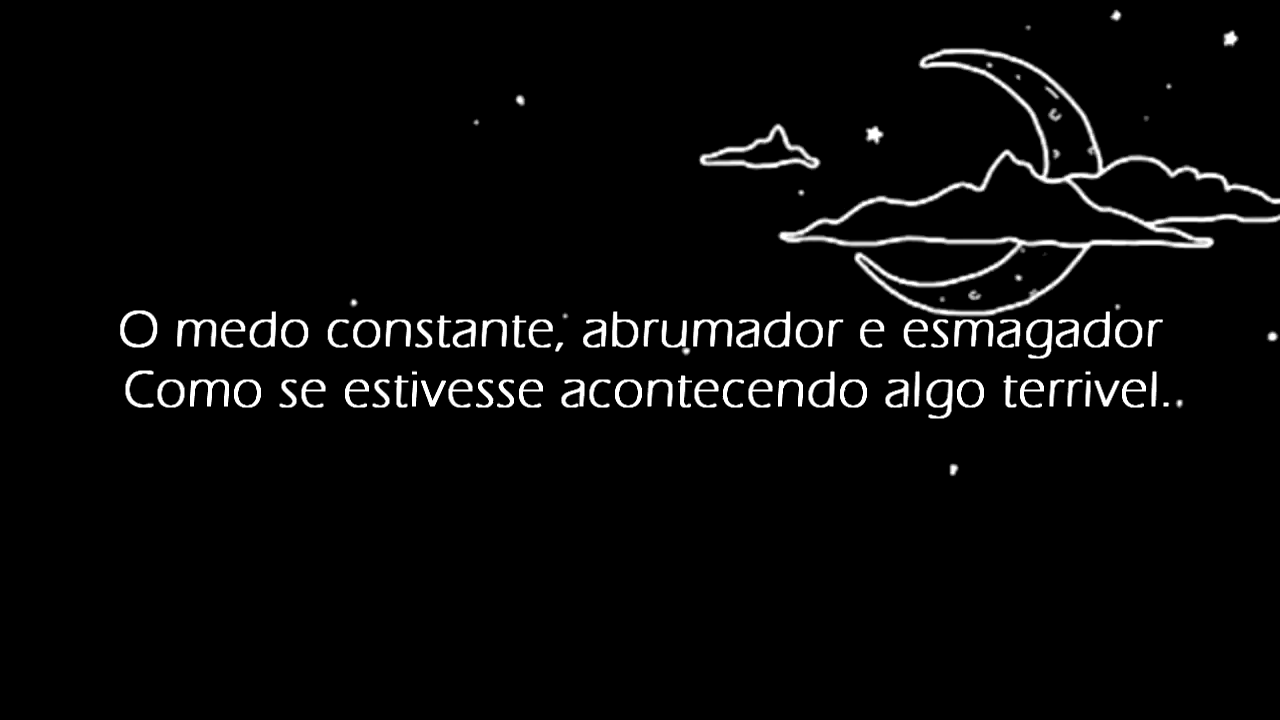 O medo constante, abrumador e esmagador
Como se estivesse acontecendo algo terrivel..